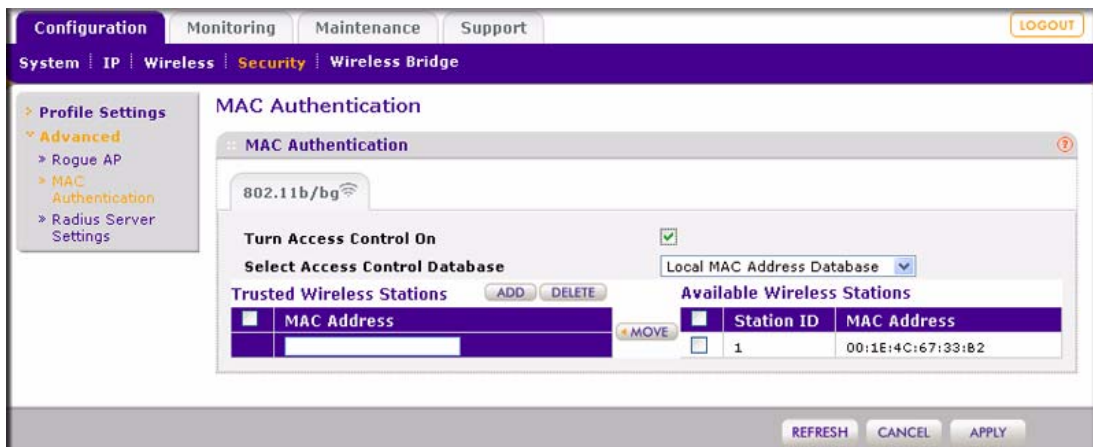 Configuration Monitoring Maintenance Support LOGOUT
System IP Wireless Security Wireless Bridge
Profile Settings
Advanced
Rogue AP
MAC
Authentication
Radius Server
Settings
MAC Authentication
MAC Authentication ?
802.11b/bg
Turn Access Control On
Select Access Control Database Local MAC Address Database
Trusted Wireless Stations ADD DELETE
MAC Address
MOVE
Available Wireless Stations
Station ID MAC Address
1 00:1E:4C:67:33:B2
REFRESH CANCEL APPLY